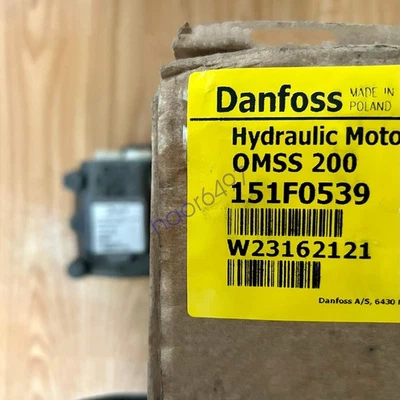 Danfoss MADE IN
POLAND
Hydraulic Moto
OMSS 200
151F0539
W23162121
Danfoss A/S, 6430